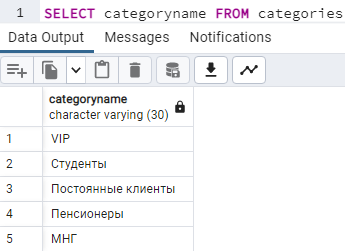 1 SELECT categoryname FROM categories
Data Output Messages Notifications
categoryname
character varying (30)
1 VIP
2 Студенты
3 Постоянные клиенты
4 Пенсионеры
5 МНГ